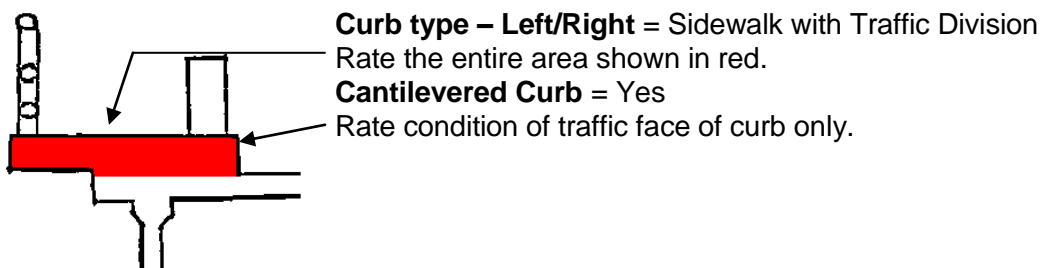 Curb type – Left/Right = Sidewalk with Traffic Division
Rate the entire area shown in red.
Cantilevered Curb = Yes
Rate condition of traffic face of curb only.